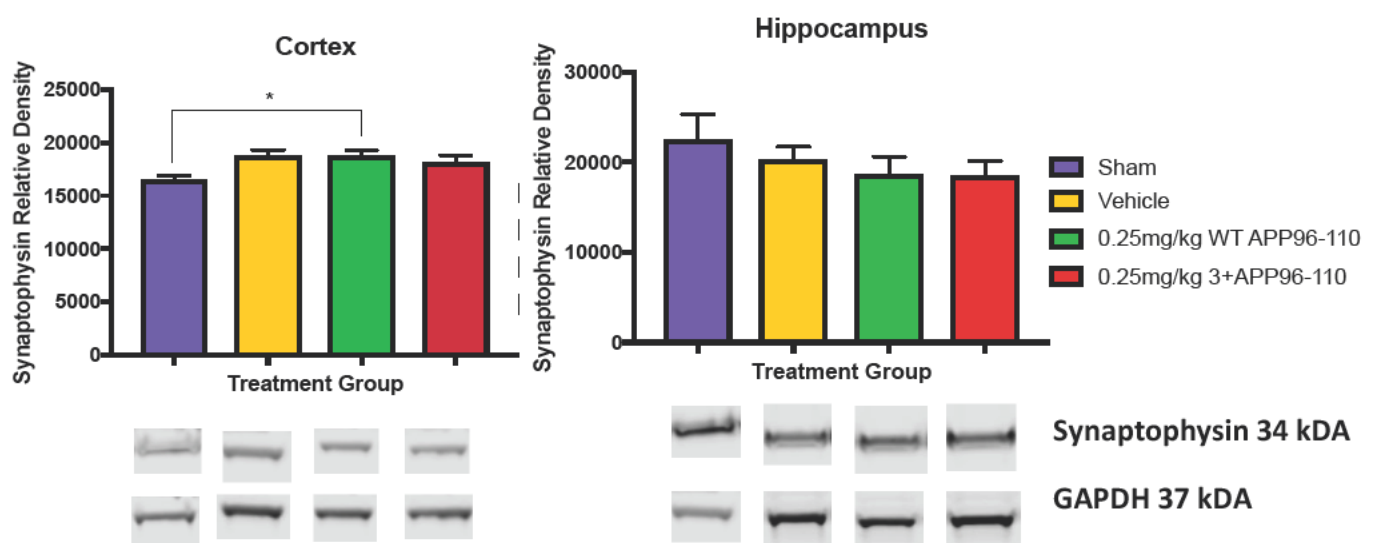 Cortex
Synaptophysin Relative Density
25000
20000
15000
10000
5000
0
*
Treatment Group
Hippocampus
Synaptophysin Relative Density
30000
20000
10000
0
Treatment Group
Sham
Vehicle
0.25mg/kg WT APP96-110
0.25mg/kg 3+APP96-110
Synaptophysin 34 kDA
GAPDH 37 kDA